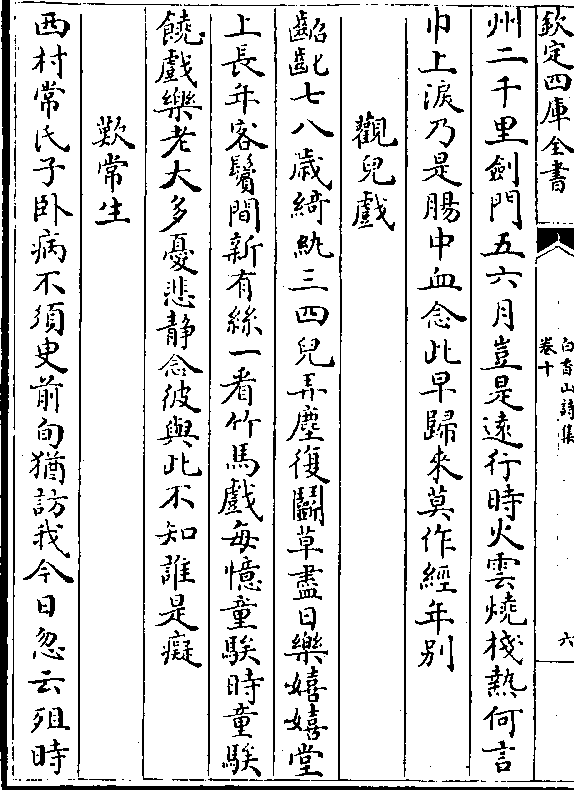 欽定四庫全書
白香山詩集
卷十
六
州二千里劍門五六月豈是遠行時火雲燒棧熱何言
巾上淚乃是腸中血念此早歸來莫作經年别
觀兒戲
齠齔七八歳綺紈三四兒弄塵復鬭草盡日樂嬉嬉堂
上長年客鬢間新有絲一看竹馬戲每憶童騃時童騃
饒戲樂老大多憂悲静念彼與此不知誰是癡
歎常生
西村常氏子卧病不須史前旬猶訪我今日忽云殂時